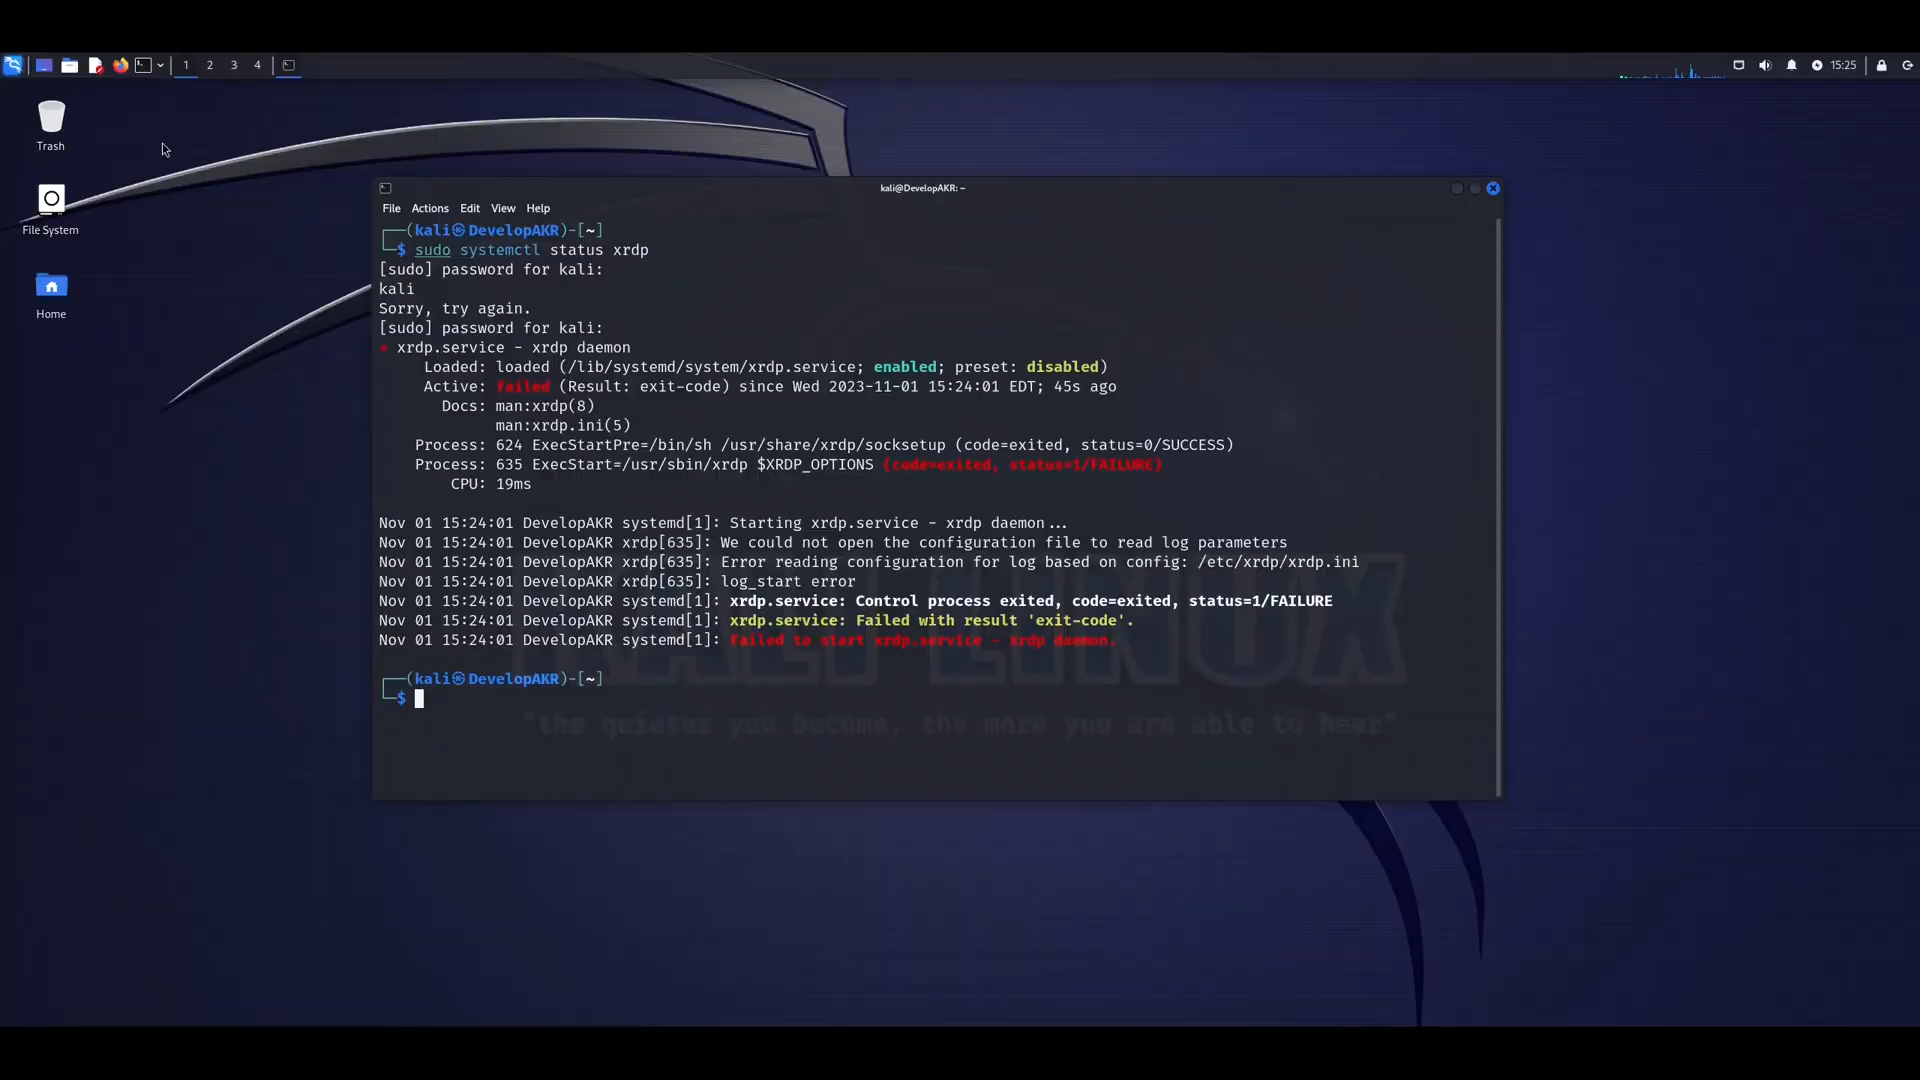 1 2 3 4
15:25
Trash
File System
Home
kali@DevelopAKR: ~
File Actions Edit View Help
┌──(kali㉿DevelopAKR)-[~]
└─$ sudo systemctl status xrdp
[sudo] password for kali:
kali
Sorry, try again.
[sudo] password for kali:
× xrdp.service - xrdp daemon
Loaded: loaded (/lib/systemd/system/xrdp.service; enabled; preset: disabled)
Active: failed (Result: exit-code) since Wed 2023-11-01 15:24:01 EDT; 45s ago
Docs: man:xrdp(8)
man:xrdp.ini(5)
Process: 624 ExecStartPre=/bin/sh /usr/share/xrdp/socksetup (code=exited, status=0/SUCCESS)
Process: 635 ExecStart=/usr/sbin/xrdp $XRDP_OPTIONS (code=exited, status=1/FAILURE)
CPU: 19ms
Nov 01 15:24:01 DevelopAKR systemd[1]: Starting xrdp.service - xrdp daemon...
Nov 01 15:24:01 DevelopAKR xrdp[635]: We could not open the configuration file to read log parameters
Nov 01 15:24:01 DevelopAKR xrdp[635]: Error reading configuration for log based on config: /etc/xrdp/xrdp.ini
Nov 01 15:24:01 DevelopAKR xrdp[635]: log_start error
Nov 01 15:24:01 DevelopAKR systemd[1]: xrdp.service: Control process exited, code=exited, status=1/FAILURE
Nov 01 15:24:01 DevelopAKR systemd[1]: xrdp.service: Failed with result 'exit-code'.
Nov 01 15:24:01 DevelopAKR systemd[1]: Failed to start xrdp.service - xrdp daemon.
┌──(kali㉿DevelopAKR)-[~]
└─$
KALI LINUX
"the quieter you become, the more you are able to hear"